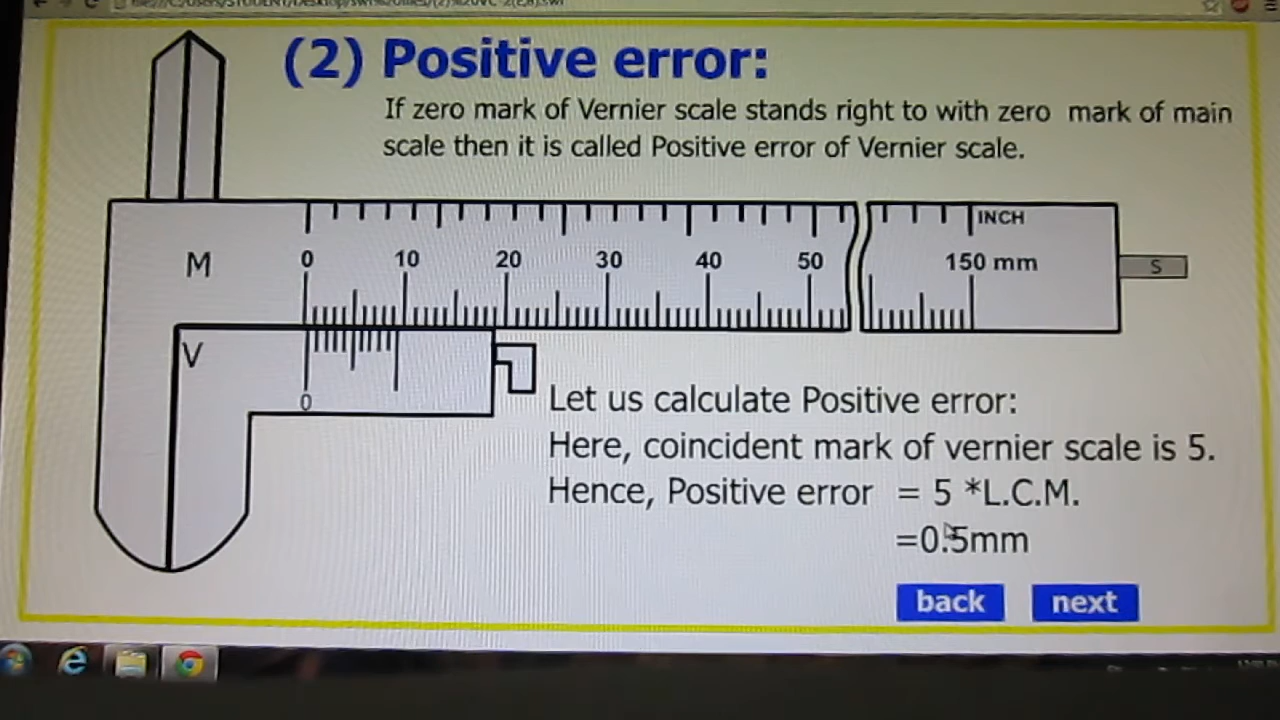 (2) Positive error:
If zero mark of Vernier scale stands right to with zero mark of main
scale then it is called Positive error of Vernier scale.
INCH
M
0 10 20 30 40 50 150 mm
S
V
0
Let us calculate Positive error:
Here, coincident mark of vernier scale is 5.
Hence, Positive error = 5 *L.C.M.
=0.5mm
back next